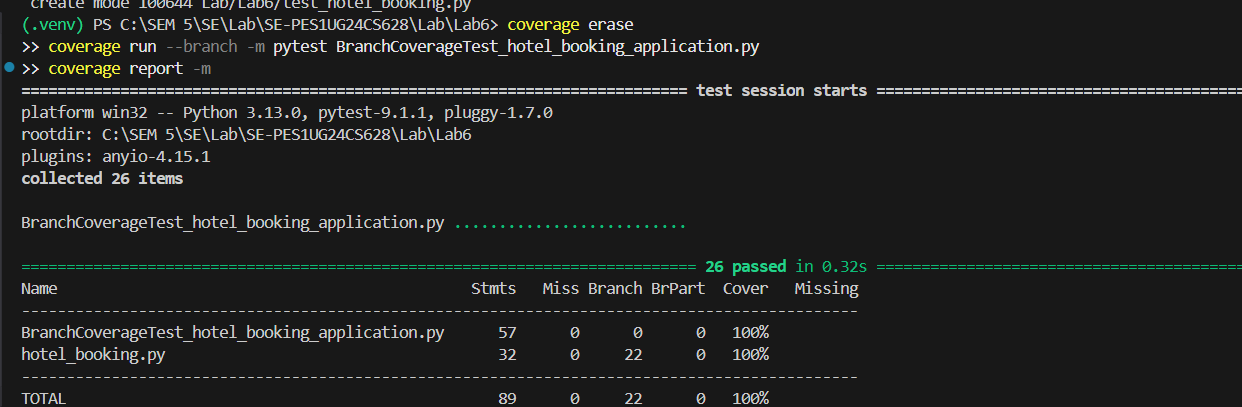 create mode 100644 Lab/Lab6/test_hotel_booking.py
(.venv) PS C:\SEM 5\SE\Lab\SE-PES1UG24CS628\Lab\Lab6> coverage erase
>> coverage run --branch -m pytest BranchCoverageTest_hotel_booking_application.py
>> coverage report -m
============================================================================ test session starts =========================================
platform win32 -- Python 3.13.0, pytest-9.1.1, pluggy-1.7.0
rootdir: C:\SEM 5\SE\Lab\SE-PES1UG24CS628\Lab\Lab6
plugins: anyio-4.15.1
collected 26 items
BranchCoverageTest_hotel_booking_application.py ..........................
============================================================================= 26 passed in 0.32s =========================================
Name Stmts Miss Branch BrPart Cover Missing
-----------------------------------------------------------------------------------------------
BranchCoverageTest_hotel_booking_application.py 57 0 0 0 100%
hotel_booking.py 32 0 22 0 100%
-----------------------------------------------------------------------------------------------
TOTAL 89 0 22 0 100%